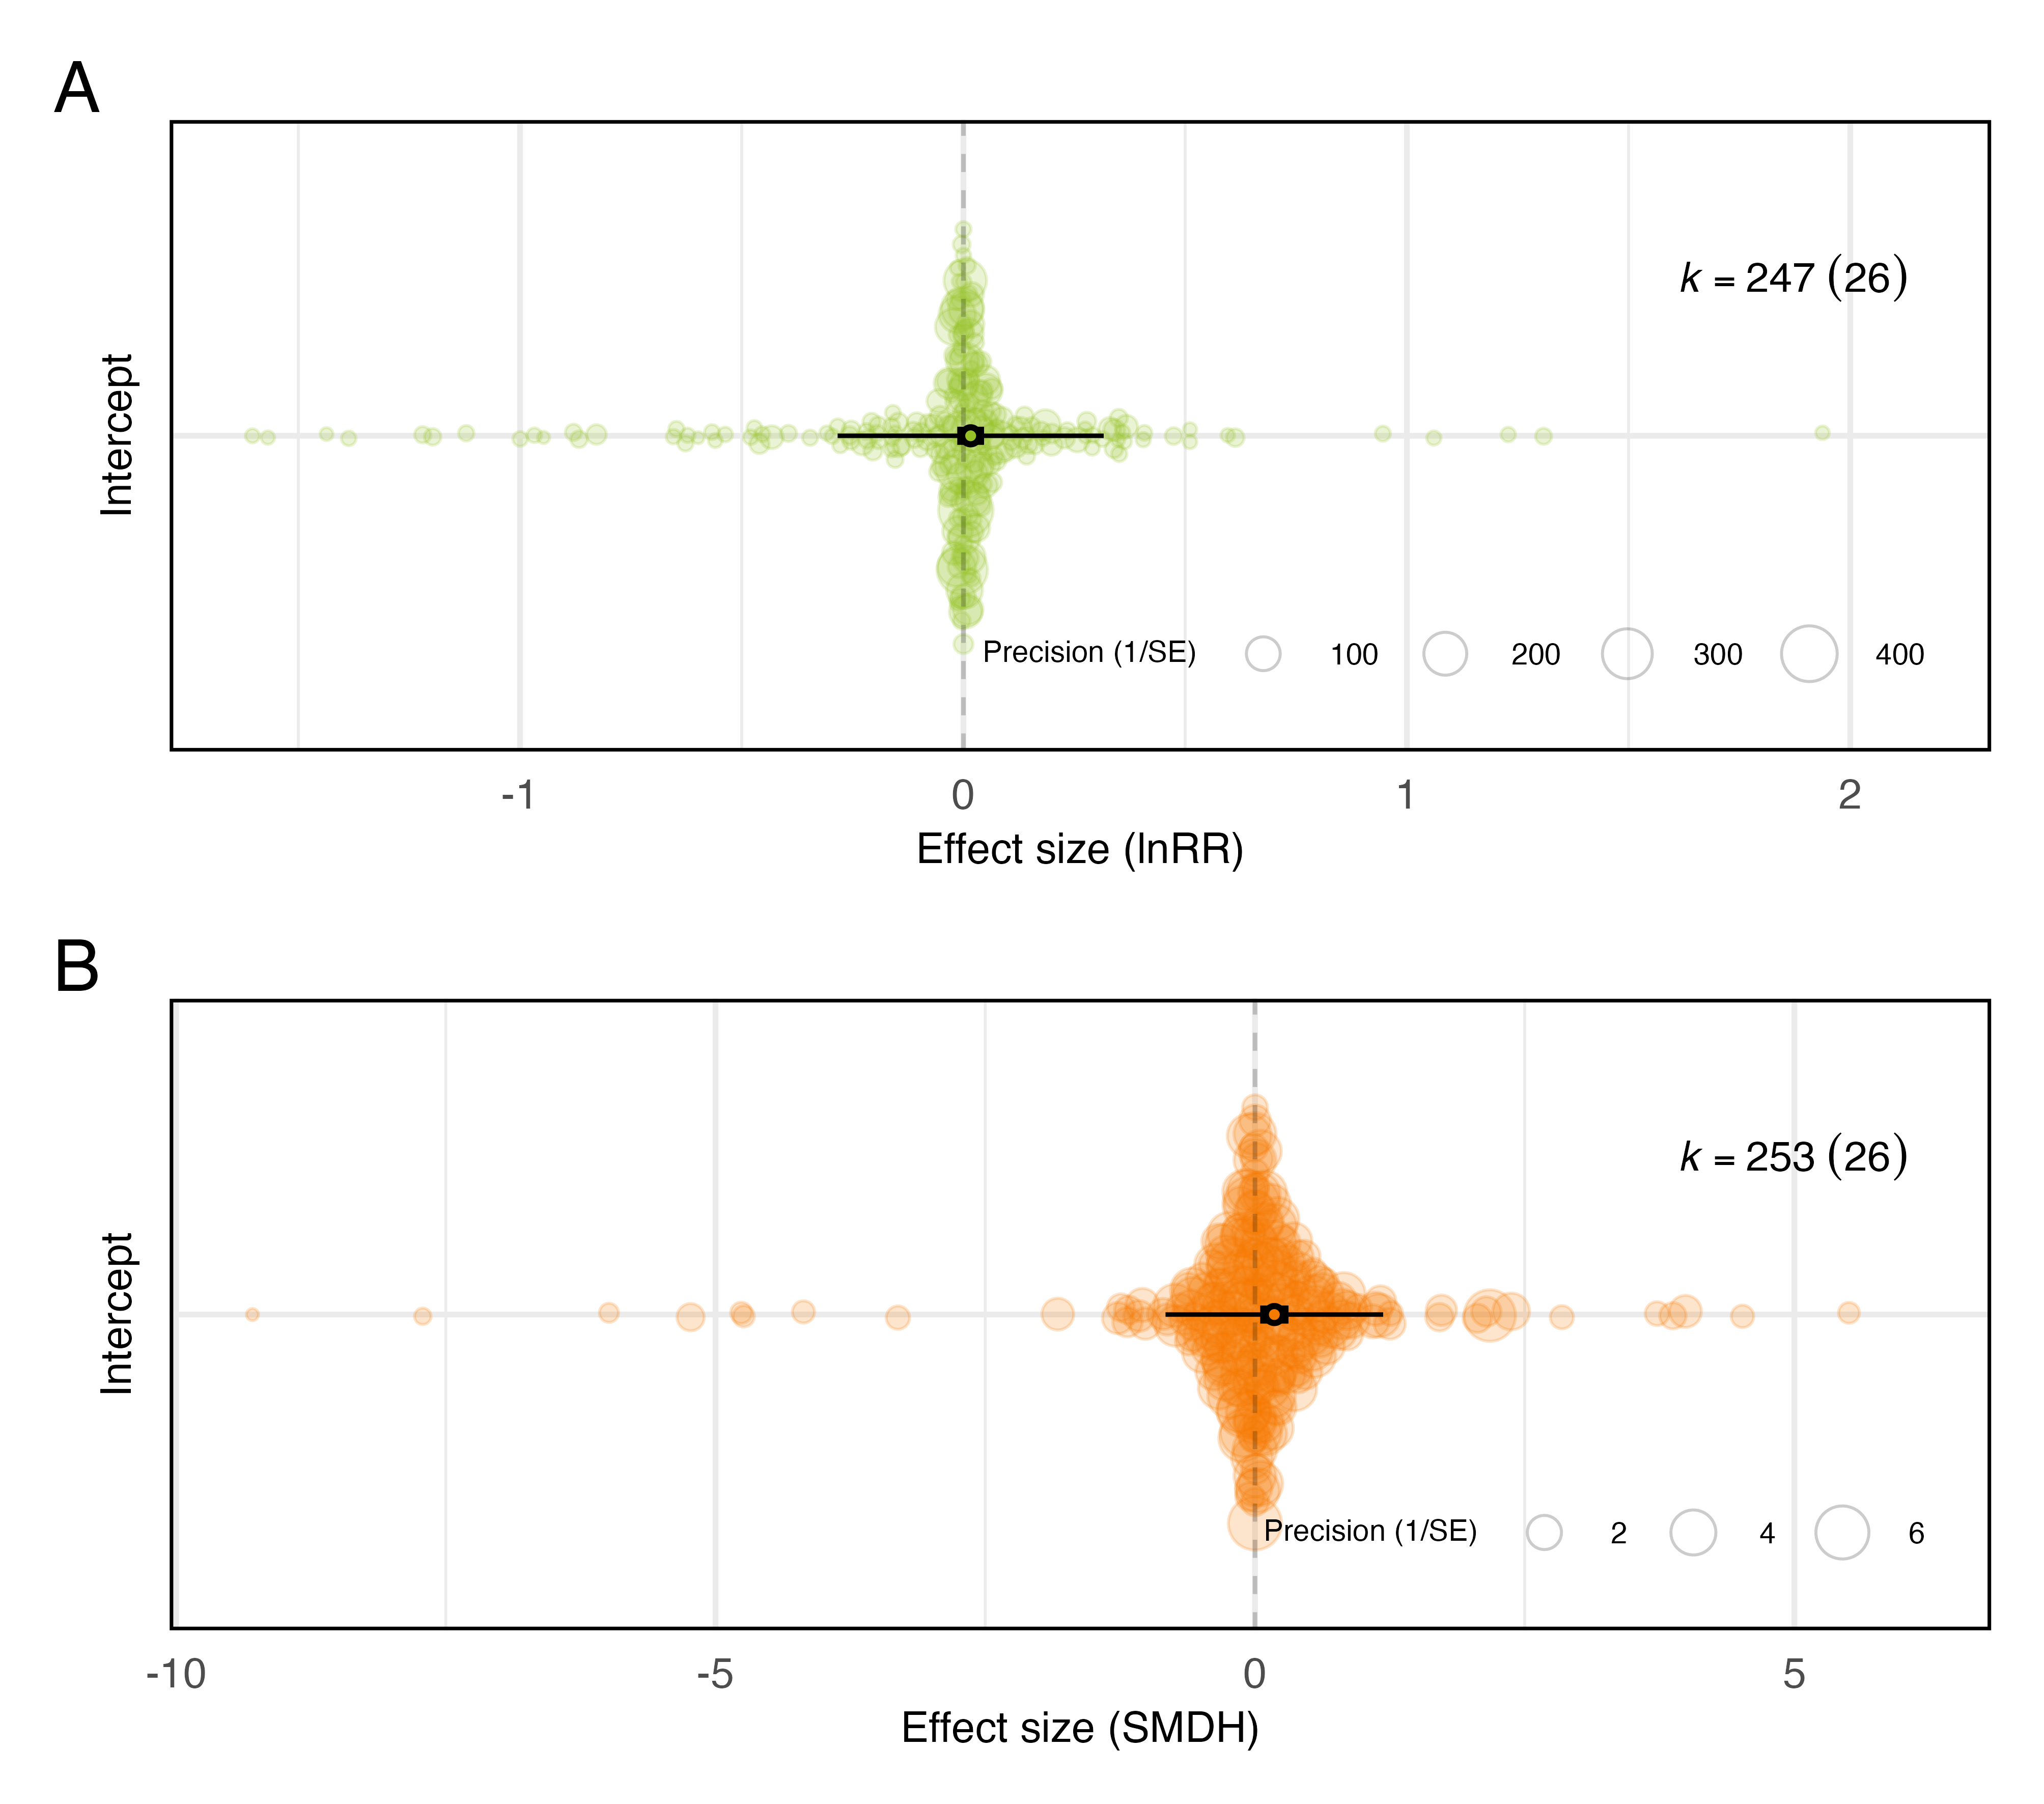 A
Intercept
k = 247 (26)
Precision (1/SE) 100 200 300 400
-1 0 1 2
Effect size (lnRR)
B
Intercept
k = 253 (26)
Precision (1/SE) 2 4 6
-10 -5 0 5
Effect size (SMDH)